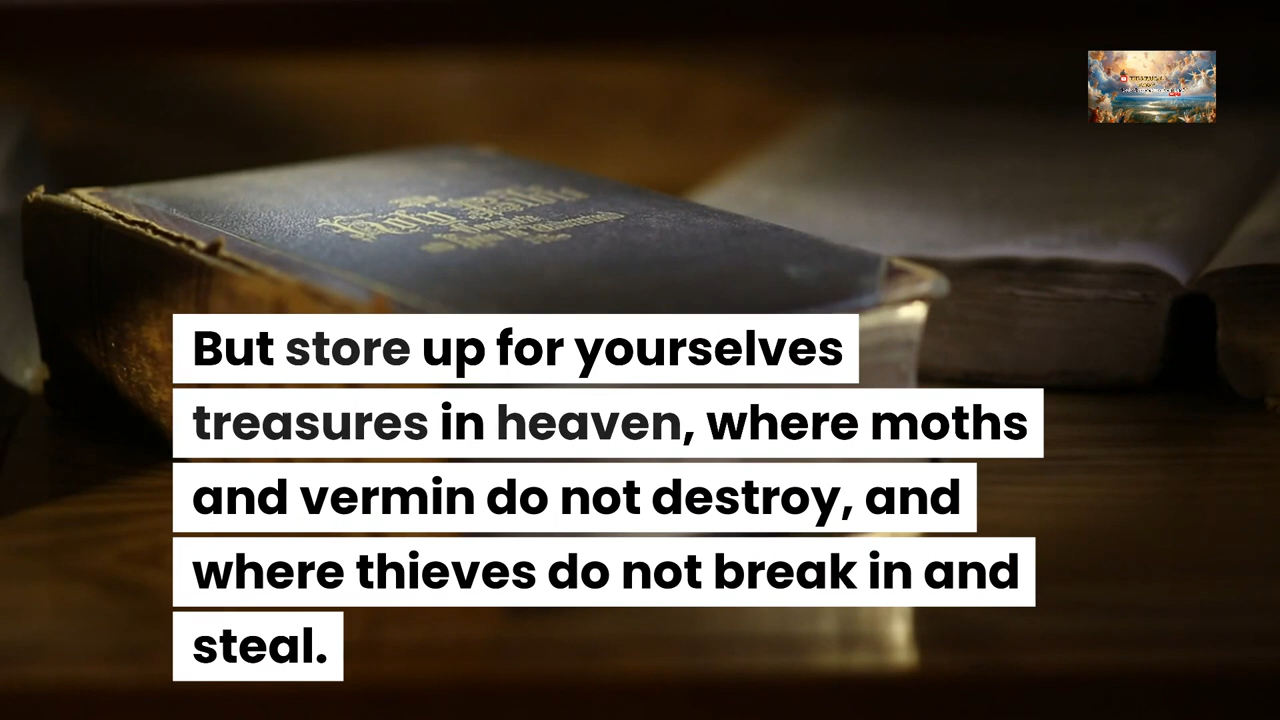 But store up for yourselves
treasures in heaven, where moths
and vermin do not destroy, and
where thieves do not break in and
steal.